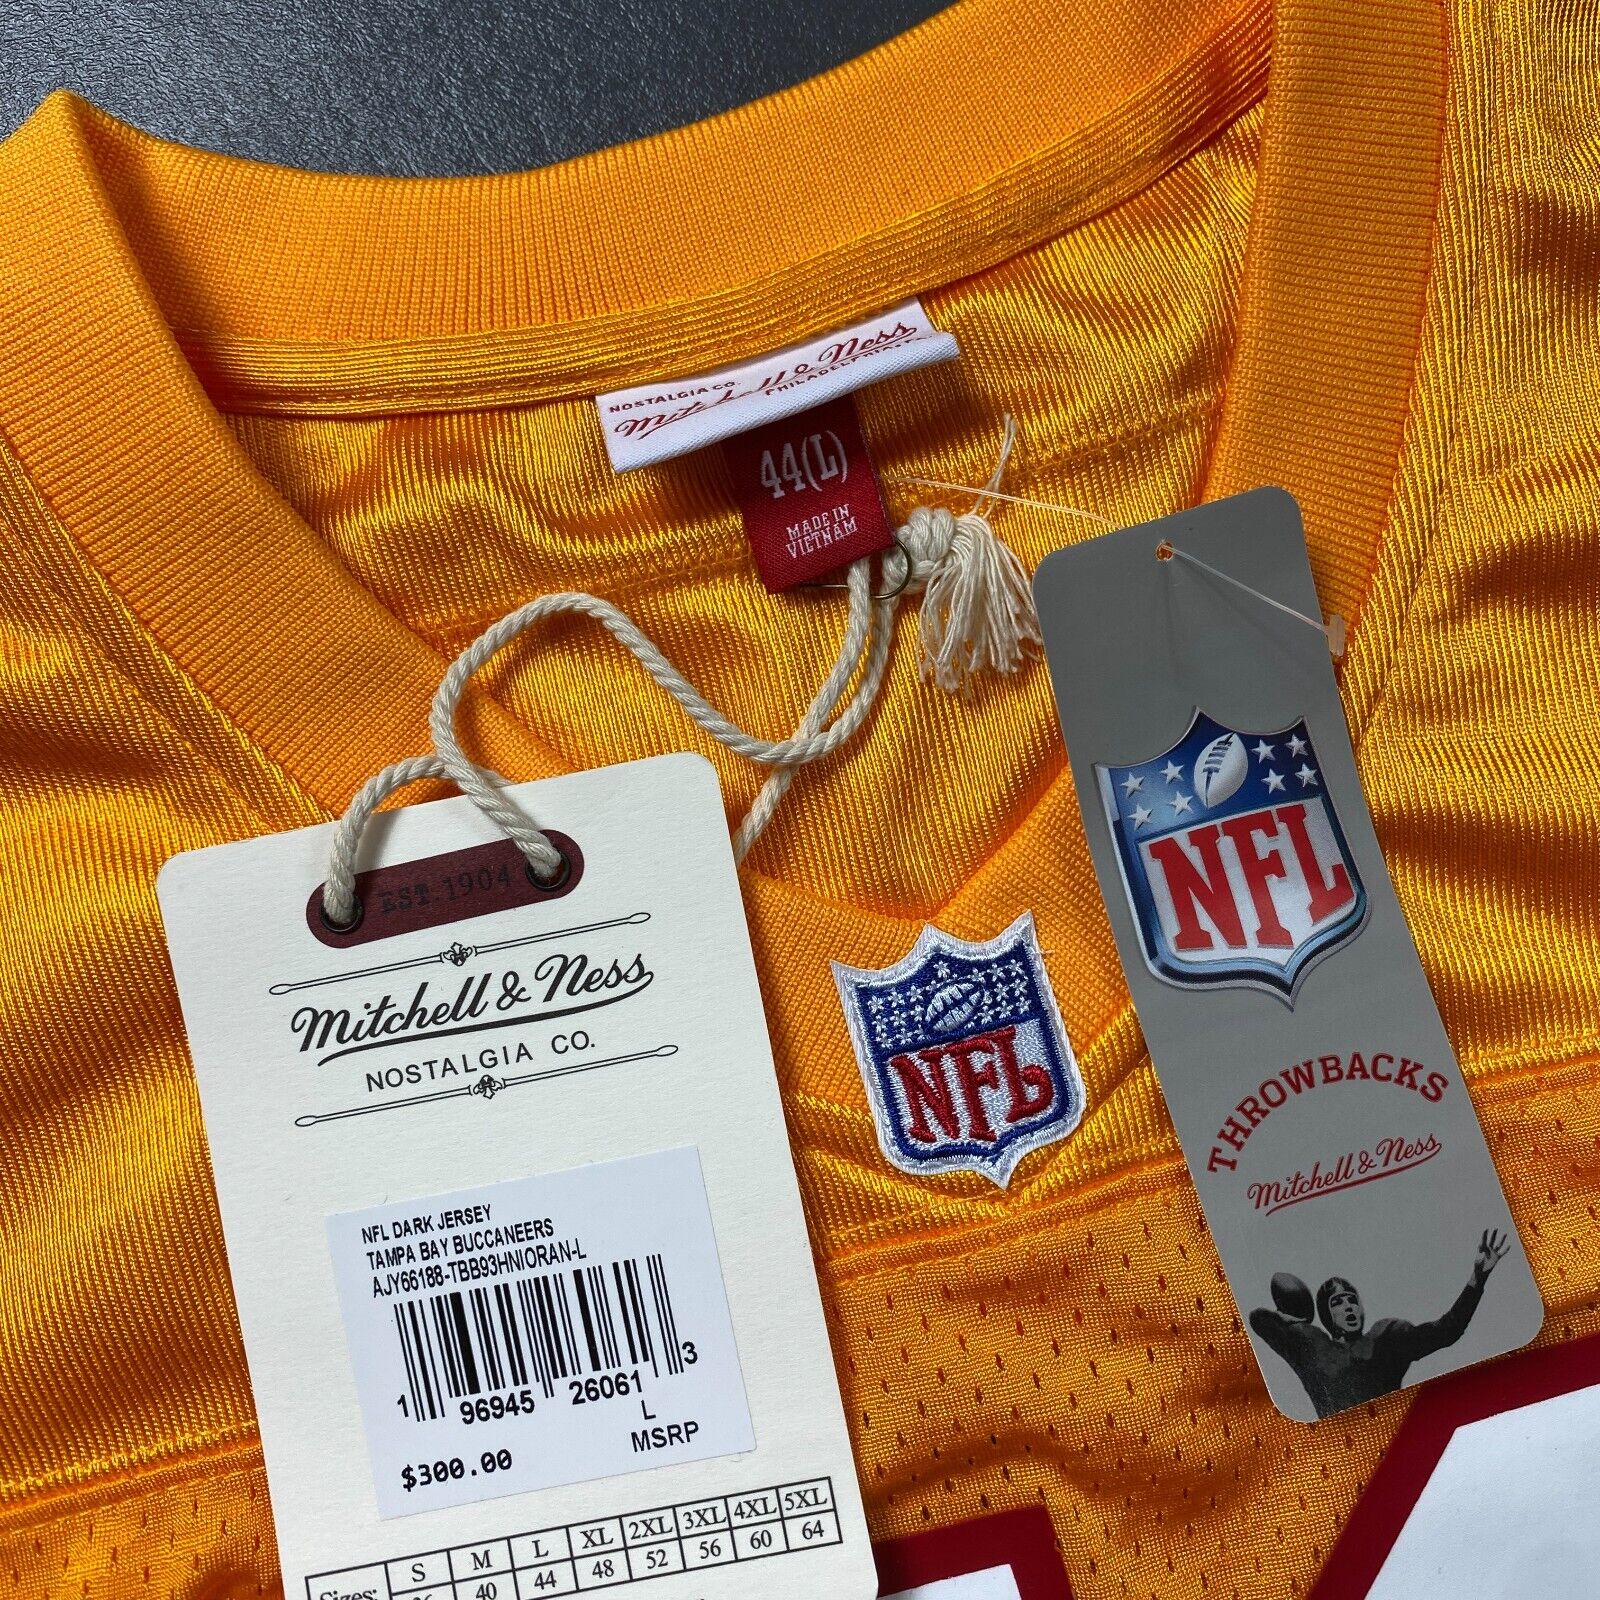 NOSTALGIA CO.
Mitchell & Ness
PHILADELPHIA
44(L)
MADE IN
VIETNAM
EST.1904
Mitchell & Ness
NOSTALGIA CO.
NFL DARK JERSEY
TAMPA BAY BUCCANEERS
AJY66188-TBB93HNIORAN-L
1 96945 26061 3
L
$300.00 MSRP
S M L XL 2XL 3XL 4XL 5XL
Sizes: 36 40 44 48 52 56 60 64
NFL
NFL
THROWBACKS
Mitchell & Ness